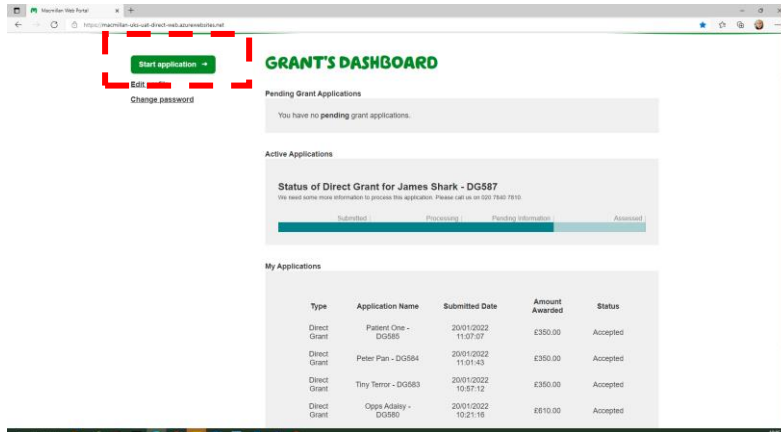 Macmillan Web Portal
https://macmillan-uks-uat-direct-web.azurewebsites.net
Start application →
Edit profile
Change password
GRANT'S DASHBOARD
Pending Grant Applications
You have no pending grant applications.
Active Applications
Status of Direct Grant for James Shark - DG587
We need some more information to process this application. Please call us on 020 7840 7810
Submitted | Processing | Pending Information | Assessed |
My Applications
Type Application Name Submitted Date Amount Awarded Status
Direct Grant Patient One - DG585 20/01/2022 11:07:07 £350.00 Accepted
Direct Grant Peter Pan - DG584 20/01/2022 11:01:43 £350.00 Accepted
Direct Grant Tiny Terror - DG583 20/01/2022 10:57:12 £350.00 Accepted
Direct Grant Opps Adaisy - DG580 20/01/2022 10:21:16 £610.00 Accepted